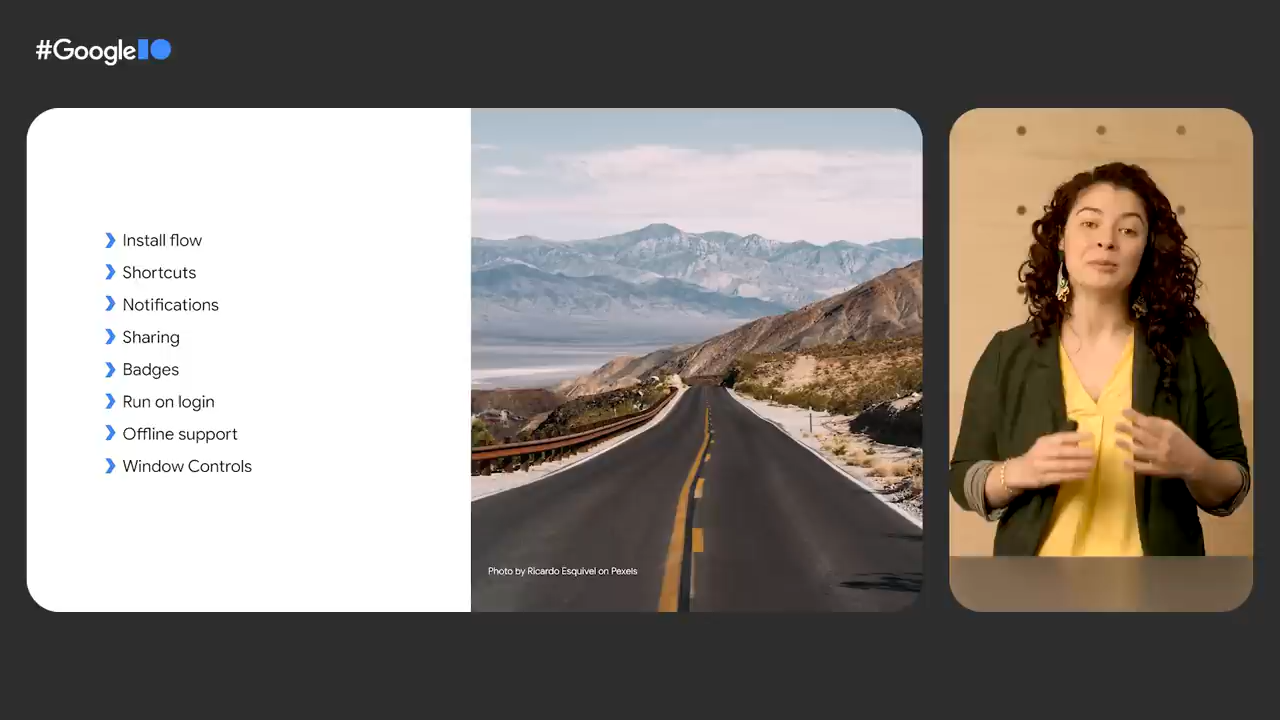 #GoogleIO
Install flow
Shortcuts
Notifications
Sharing
Badges
Run on login
Offline support
Window Controls
Photo by Ricardo Esquivel on Pexels